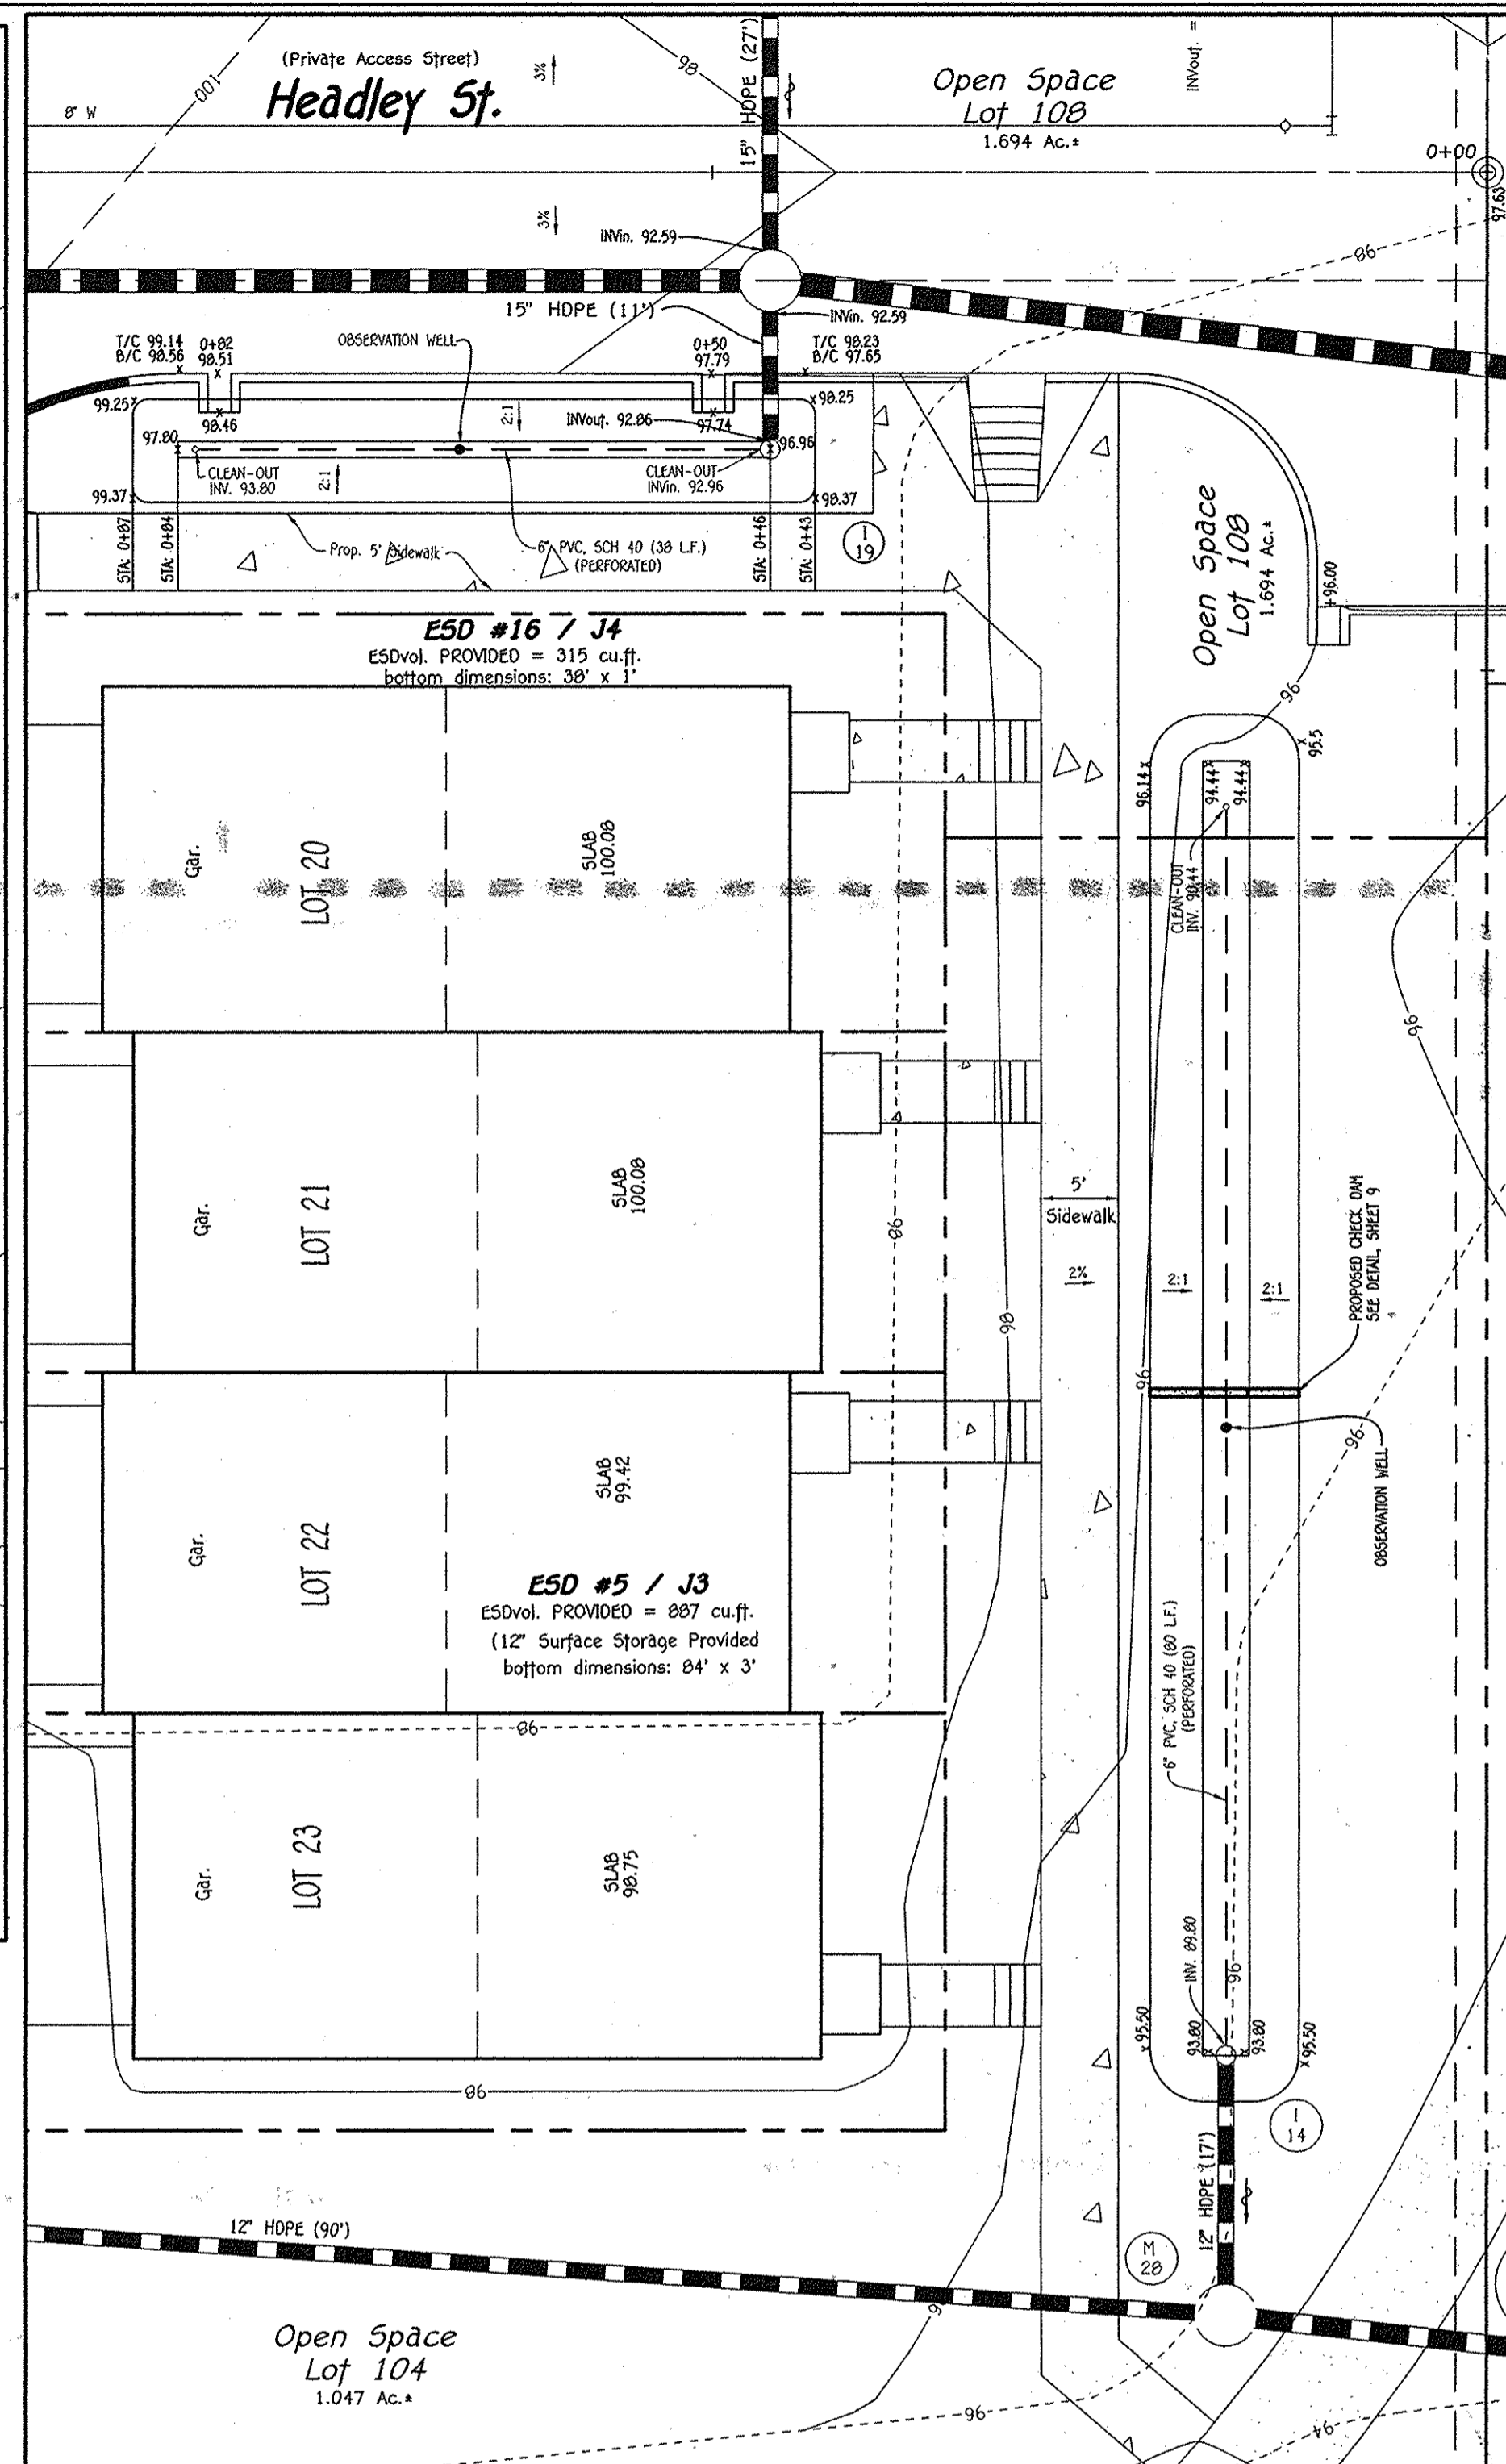 (Private Access Street)
Headley St.
8" W
100
3%
3%
98
15" HDPE (27')
Open Space
Lot 108
1.694 Ac.±
INVout. =
0+00
97.63
98
INVin. 92.59
15" HDPE (11')
INVin. 92.59
T/C 99.14
B/C 98.56
0+82
98.51
OBSERVATION WELL
0+50
97.79
T/C 98.23
B/C 97.65
99.25
98.46
2:1
INVout. 92.86
97.74
98.25
97.80
96.96
CLEAN-OUT
INV. 93.80
2:1
CLEAN-OUT
INVin. 92.96
99.37
98.37
STA: 0+87
STA: 0+84
Prop. 5' Sidewalk
6" PVC, SCH 40 (38 L.F.)
(PERFORATED)
STA: 0+46
STA: 0+43
I
19
Open Space
Lot 108
1.694 Ac.±
+96.00
ESD #16 / J4
ESDvol. PROVIDED = 315 cu.ft.
bottom dimensions: 38' x 1'
96
95.5
96.14
94.44
94.44
CLEAN-OUT
INV. 90.44
Gar.
LOT 20
SLAB
100.08
96
Gar.
LOT 21
SLAB
100.08
98
98
5'
Sidewalk
2%
2:1
2:1
PROPOSED CHECK DAM
SEE DETAIL, SHEET 9
96
96
OBSERVATION WELL
Gar.
LOT 22
SLAB
99.42
ESD #5 / J3
ESDvol. PROVIDED = 887 cu.ft.
(12" Surface Storage Provided
bottom dimensions: 84' x 3'
6" PVC, SCH 40 (80 L.F.)
(PERFORATED)
98
Gar.
LOT 23
SLAB
98.75
INV. 89.80
96
95.50
93.80
93.80
95.50
98
I
14
12" HDPE (17')
M
28
12" HDPE (90')
Open Space
Lot 104
1.047 Ac.±
96
94